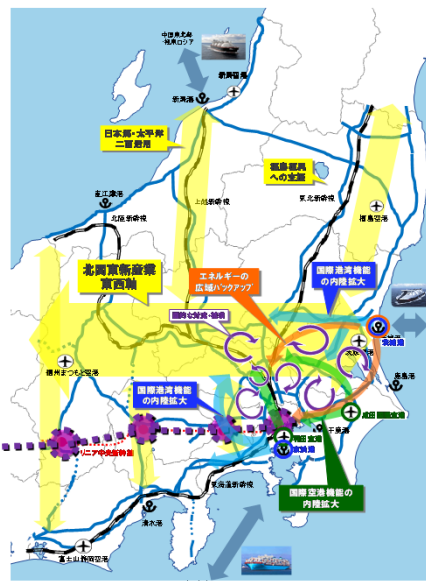 中国東北部・
極東ロシア
新潟空港
新潟港
日本海・太平洋
二面活用
福島復興
への支援
直江津港
北陸新幹線
上越新幹線
東北新幹線
福島空港
北関東新産業
東西軸
エネルギーの
広域バックアップ
国際港湾機能
の内陸拡大
茨城港
信州まつもと空港
鹿島港
国際港湾機能
の内陸拡大
成田国際空港
羽田空港
千葉港
京浜港
リニア中央新幹線
東海道新幹線
国際空港機能の
内陸拡大
清水港
富士山静岡空港